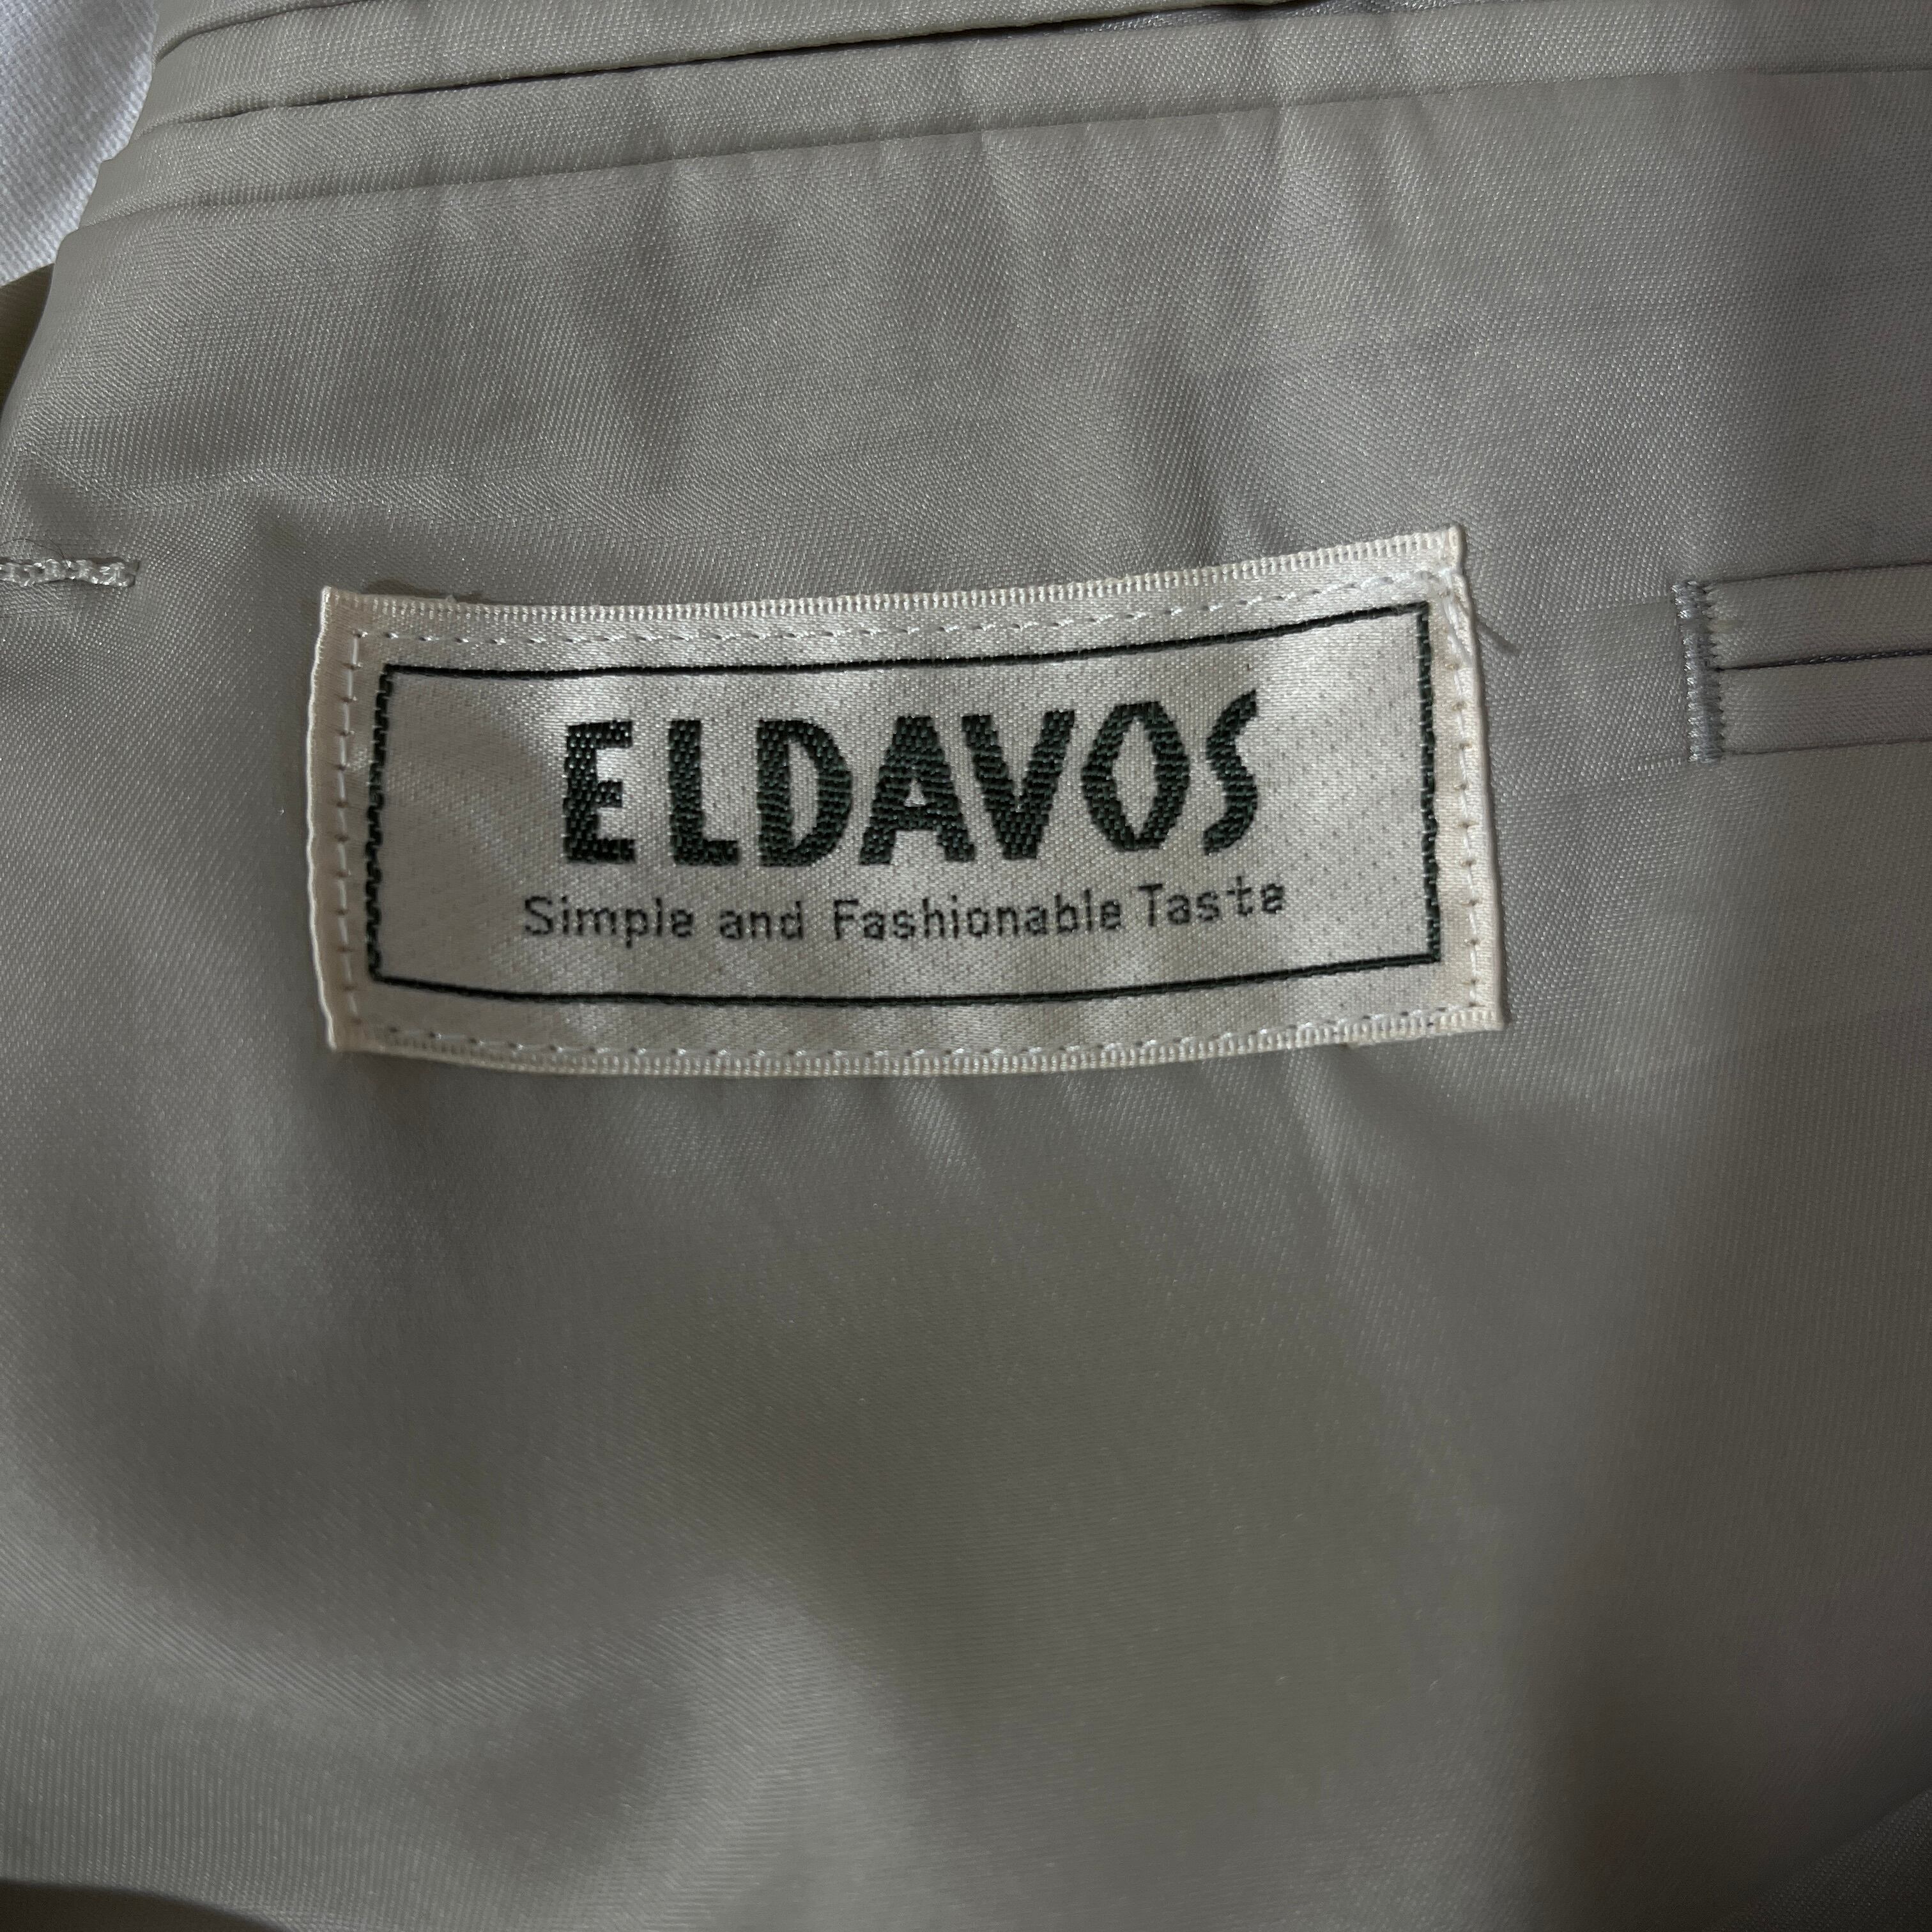 ELDAVOS
Simple and Fashionable Taste